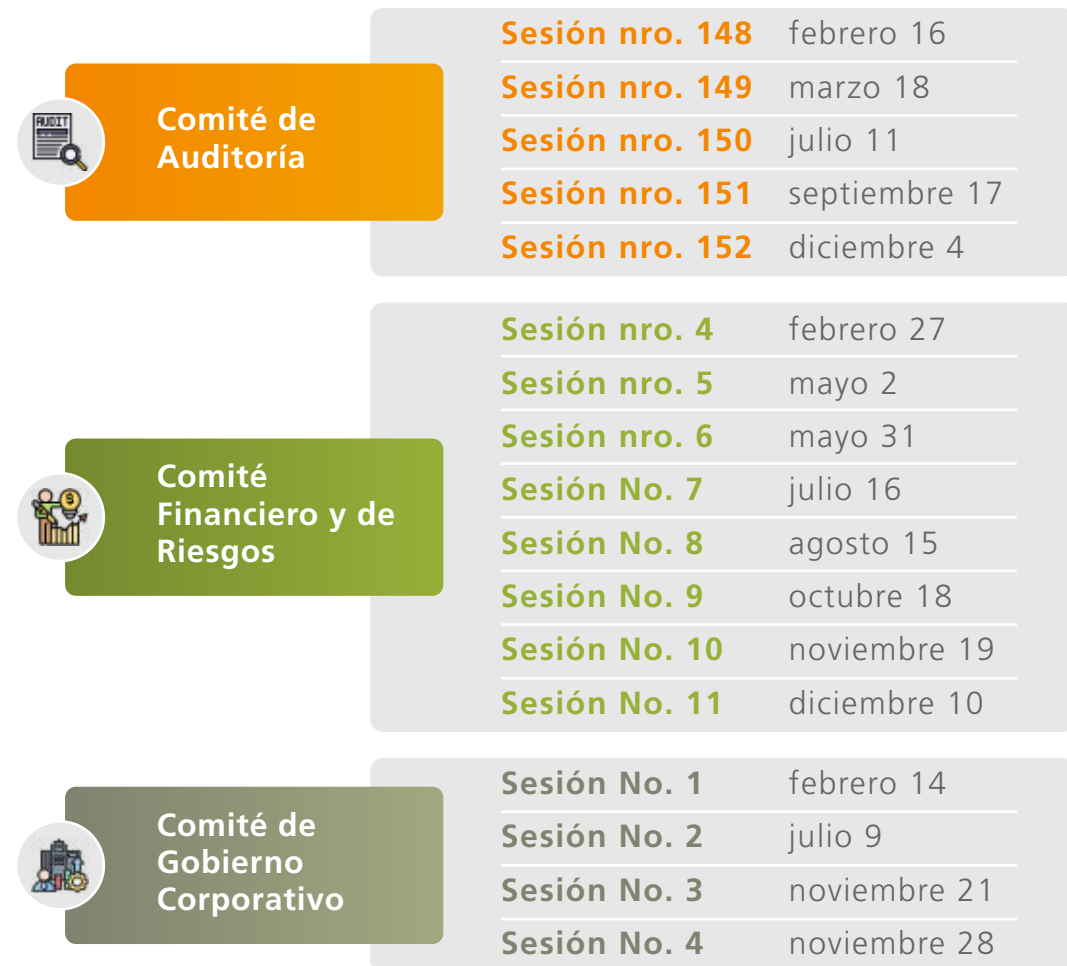 AUDIT
Comité de
Auditoría
Sesión nro. 148 febrero 16
Sesión nro. 149 marzo 18
Sesión nro. 150 julio 11
Sesión nro. 151 septiembre 17
Sesión nro. 152 diciembre 4
Comité
Financiero y de
Riesgos
Sesión nro. 4 febrero 27
Sesión nro. 5 mayo 2
Sesión nro. 6 mayo 31
Sesión No. 7 julio 16
Sesión No. 8 agosto 15
Sesión No. 9 octubre 18
Sesión No. 10 noviembre 19
Sesión No. 11 diciembre 10
Comité de
Gobierno
Corporativo
Sesión No. 1 febrero 14
Sesión No. 2 julio 9
Sesión No. 3 noviembre 21
Sesión No. 4 noviembre 28